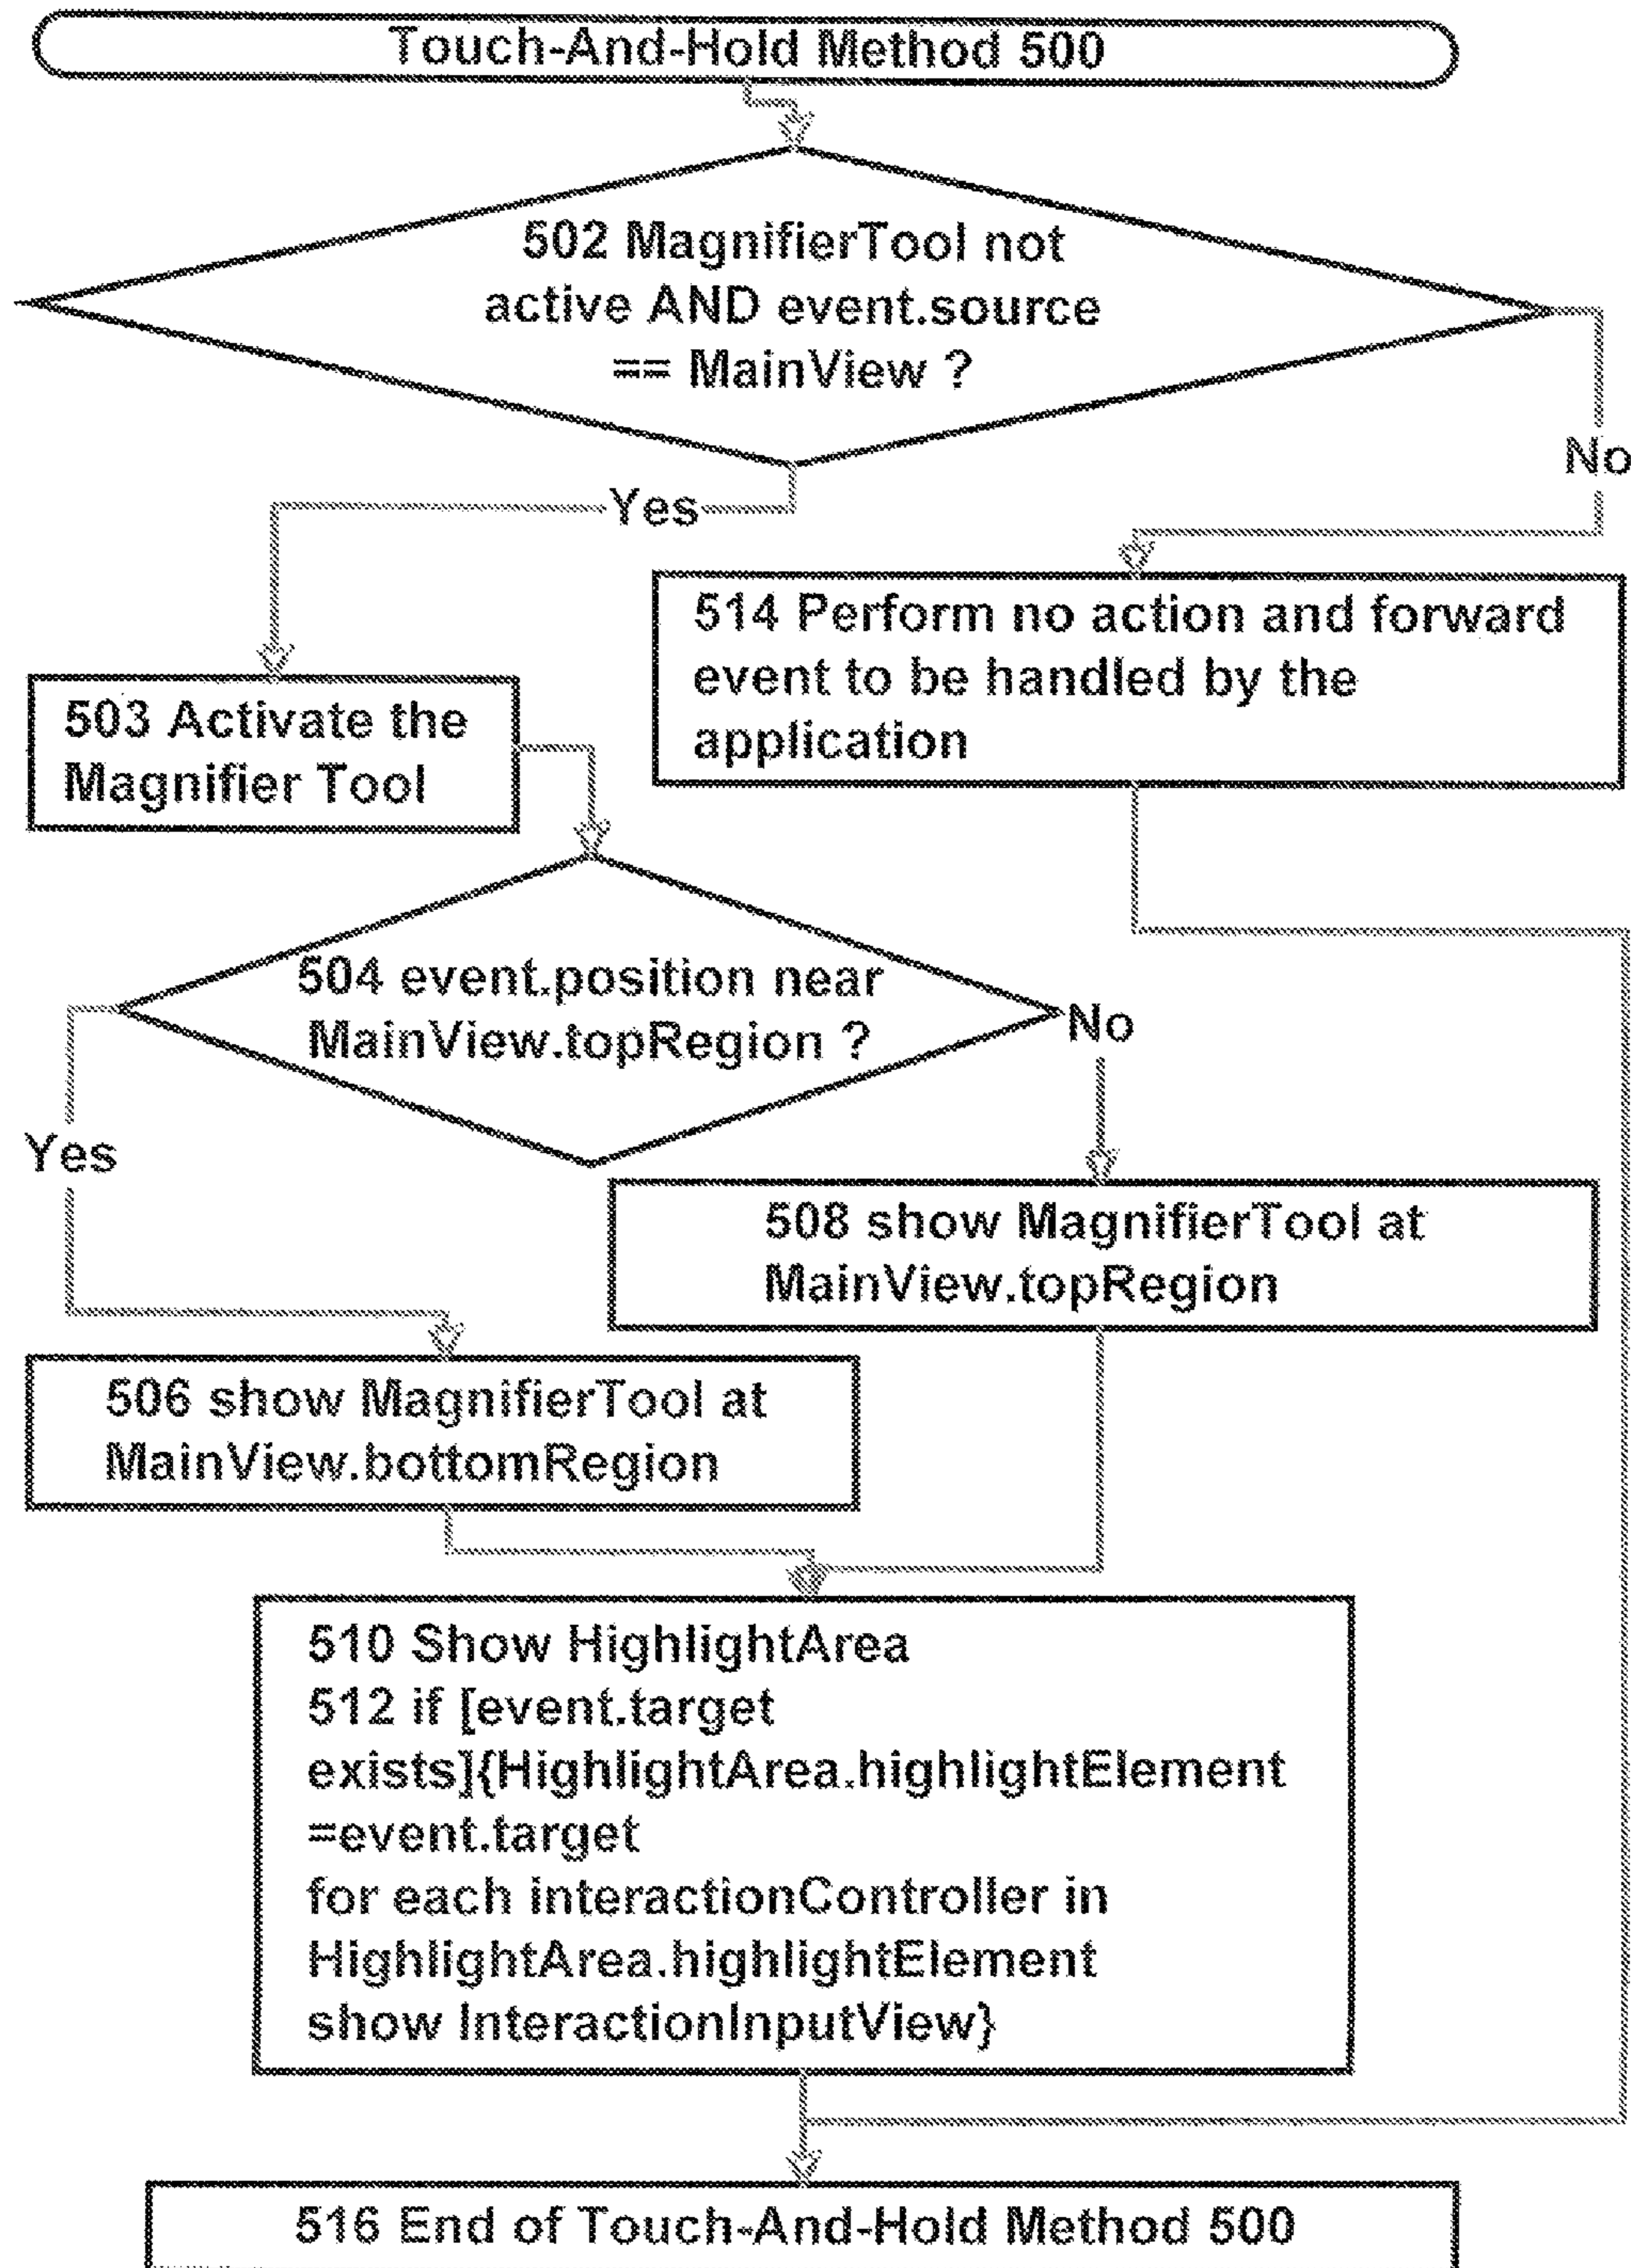 Touch-And-Hold Method 500
502 MagnifierTool not
active AND event.source
== MainView ?
No
Yes
514 Perform no action and forward
event to be handled by the
application
503 Activate the
Magnifier Tool
504 event.position near
MainView.topRegion ?
No
Yes
508 show MagnifierTool at
MainView.topRegion
506 show MagnifierTool at
MainView.bottomRegion
510 Show HighlightArea
512 if [event.target
exists]{HighlightArea.highlightElement
=event.target
for each interactionController in
HighlightArea.highlightElement
show InteractionInputView}
516 End of Touch-And-Hold Method 500